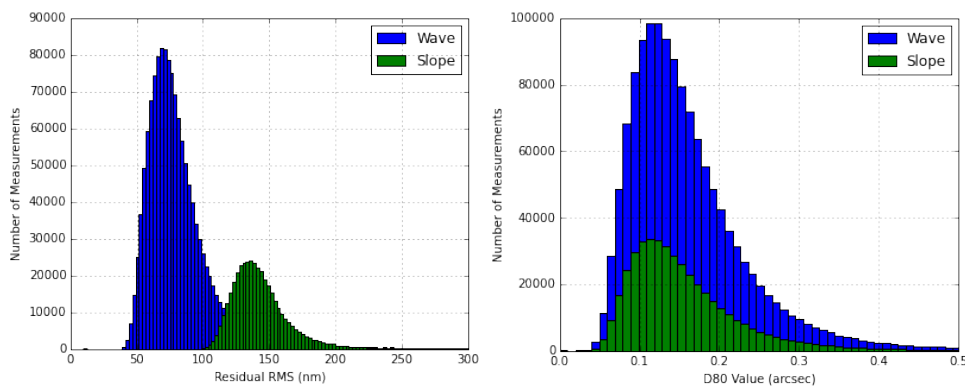 90000
80000
70000
60000
50000
40000
30000
20000
10000
0
Number of Measurements
Wave
Slope
0 50 100 150 200 250 300
Residual RMS (nm)
100000
80000
60000
40000
20000
0
Number of Measurements
Wave
Slope
0.0 0.1 0.2 0.3 0.4 0.5
D80 Value (arcsec)